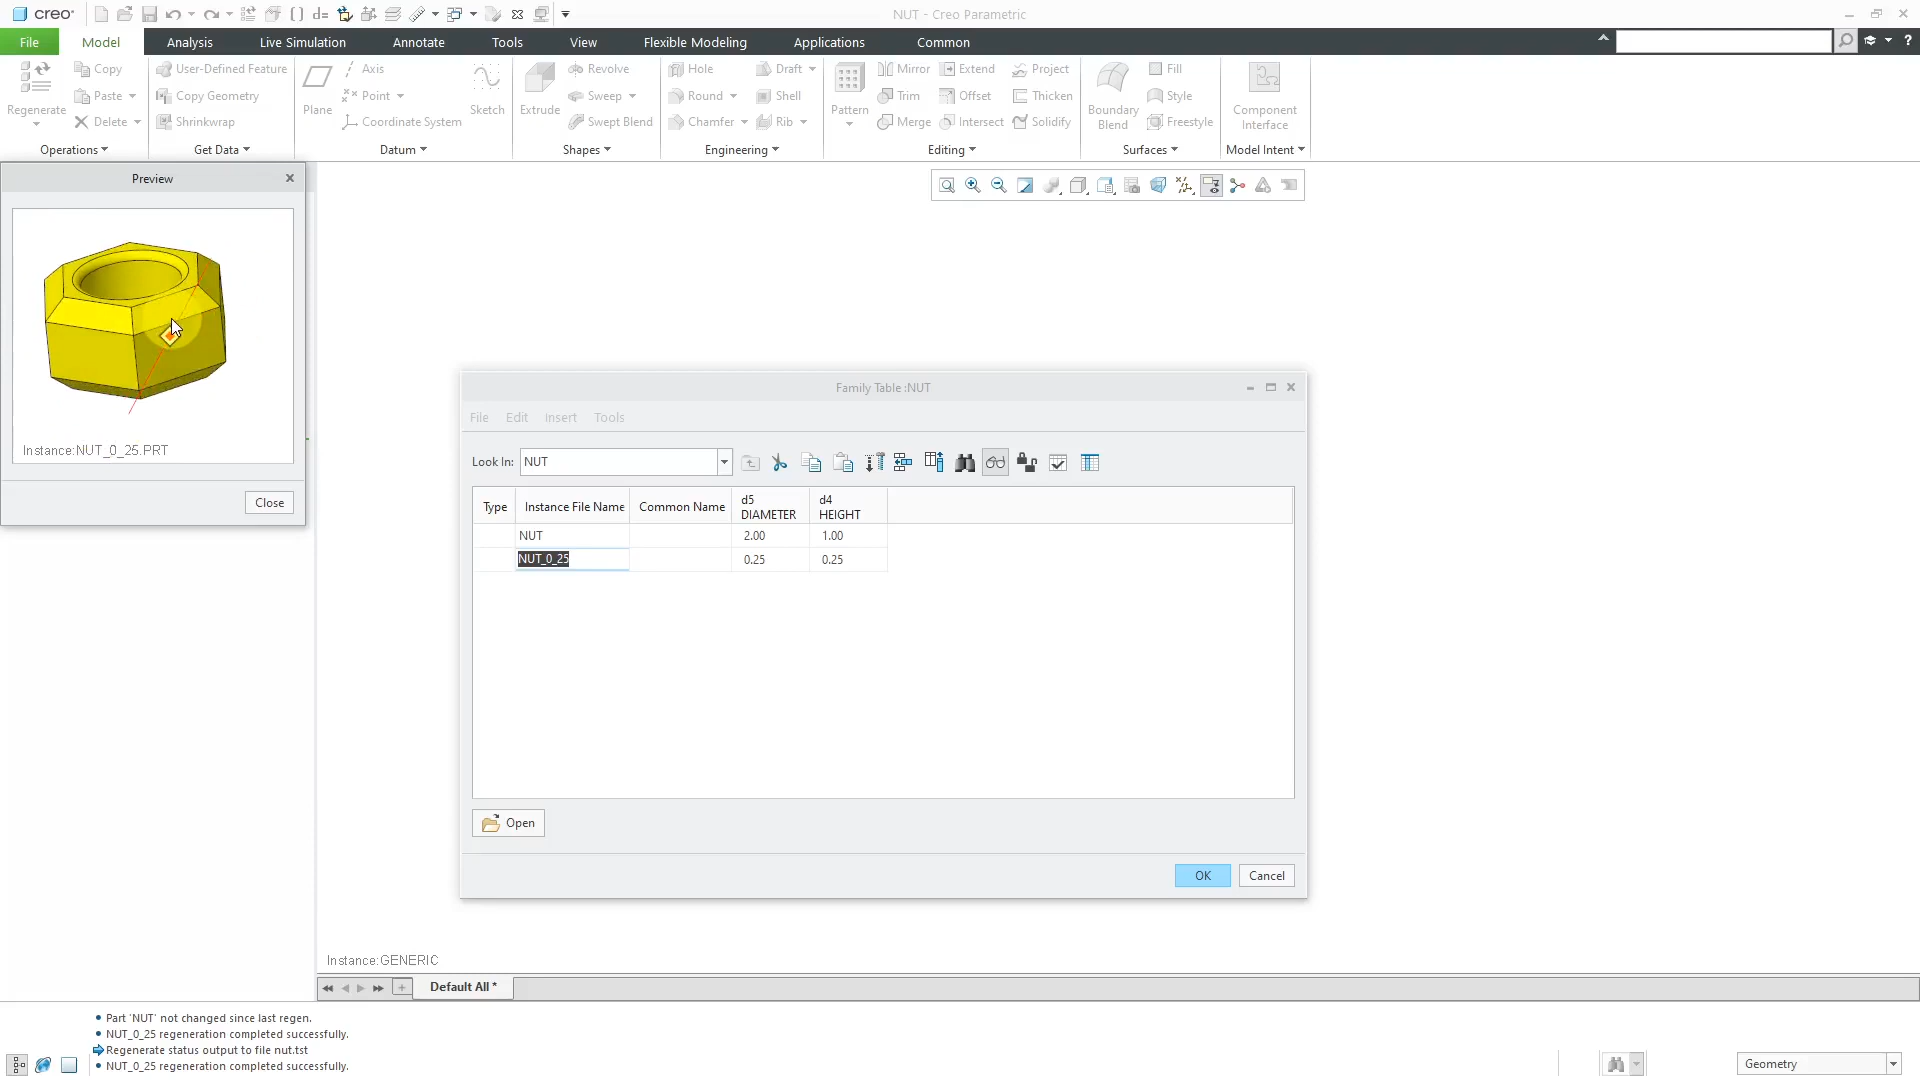 creo
NUT - Creo Parametric
File Model Analysis Live Simulation Annotate Tools View Flexible Modeling Applications Common
Regenerate Copy Paste Delete
User-Defined Feature Copy Geometry Shrinkwrap
Plane Axis Point Coordinate System Sketch
Extrude Revolve Sweep Swept Blend
Hole Round Chamfer Draft Shell Rib
Pattern Mirror Trim Merge Extend Offset Intersect Project Thicken Solidify
Boundary Blend Fill Style Freestyle
Component Interface
Operations Get Data Datum Shapes Engineering Editing Surfaces Model Intent
Preview
Instance:NUT_0_25.PRT
Close
Family Table :NUT
File Edit Insert Tools
Look In: NUT
Type Instance File Name Common Name d5 DIAMETER d4 HEIGHT
NUT 2.00 1.00
NUT_0_25 0.25 0.25
Open
OK Cancel
Instance:GENERIC
Default All *
Part 'NUT' not changed since last regen.
NUT_0_25 regeneration completed successfully.
Regenerate status output to file nut.tst
NUT_0_25 regeneration completed successfully.
Geometry